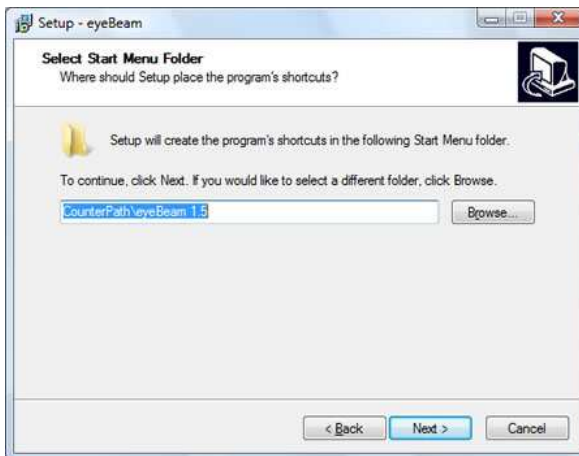 Setup - eyeBeam
Select Start Menu Folder
Where should Setup place the program's shortcuts?
Setup will create the program's shortcuts in the following Start Menu folder.
To continue, click Next. If you would like to select a different folder, click Browse.
CounterPath\eyeBeam 1.5
Browse...
< Back
Next >
Cancel